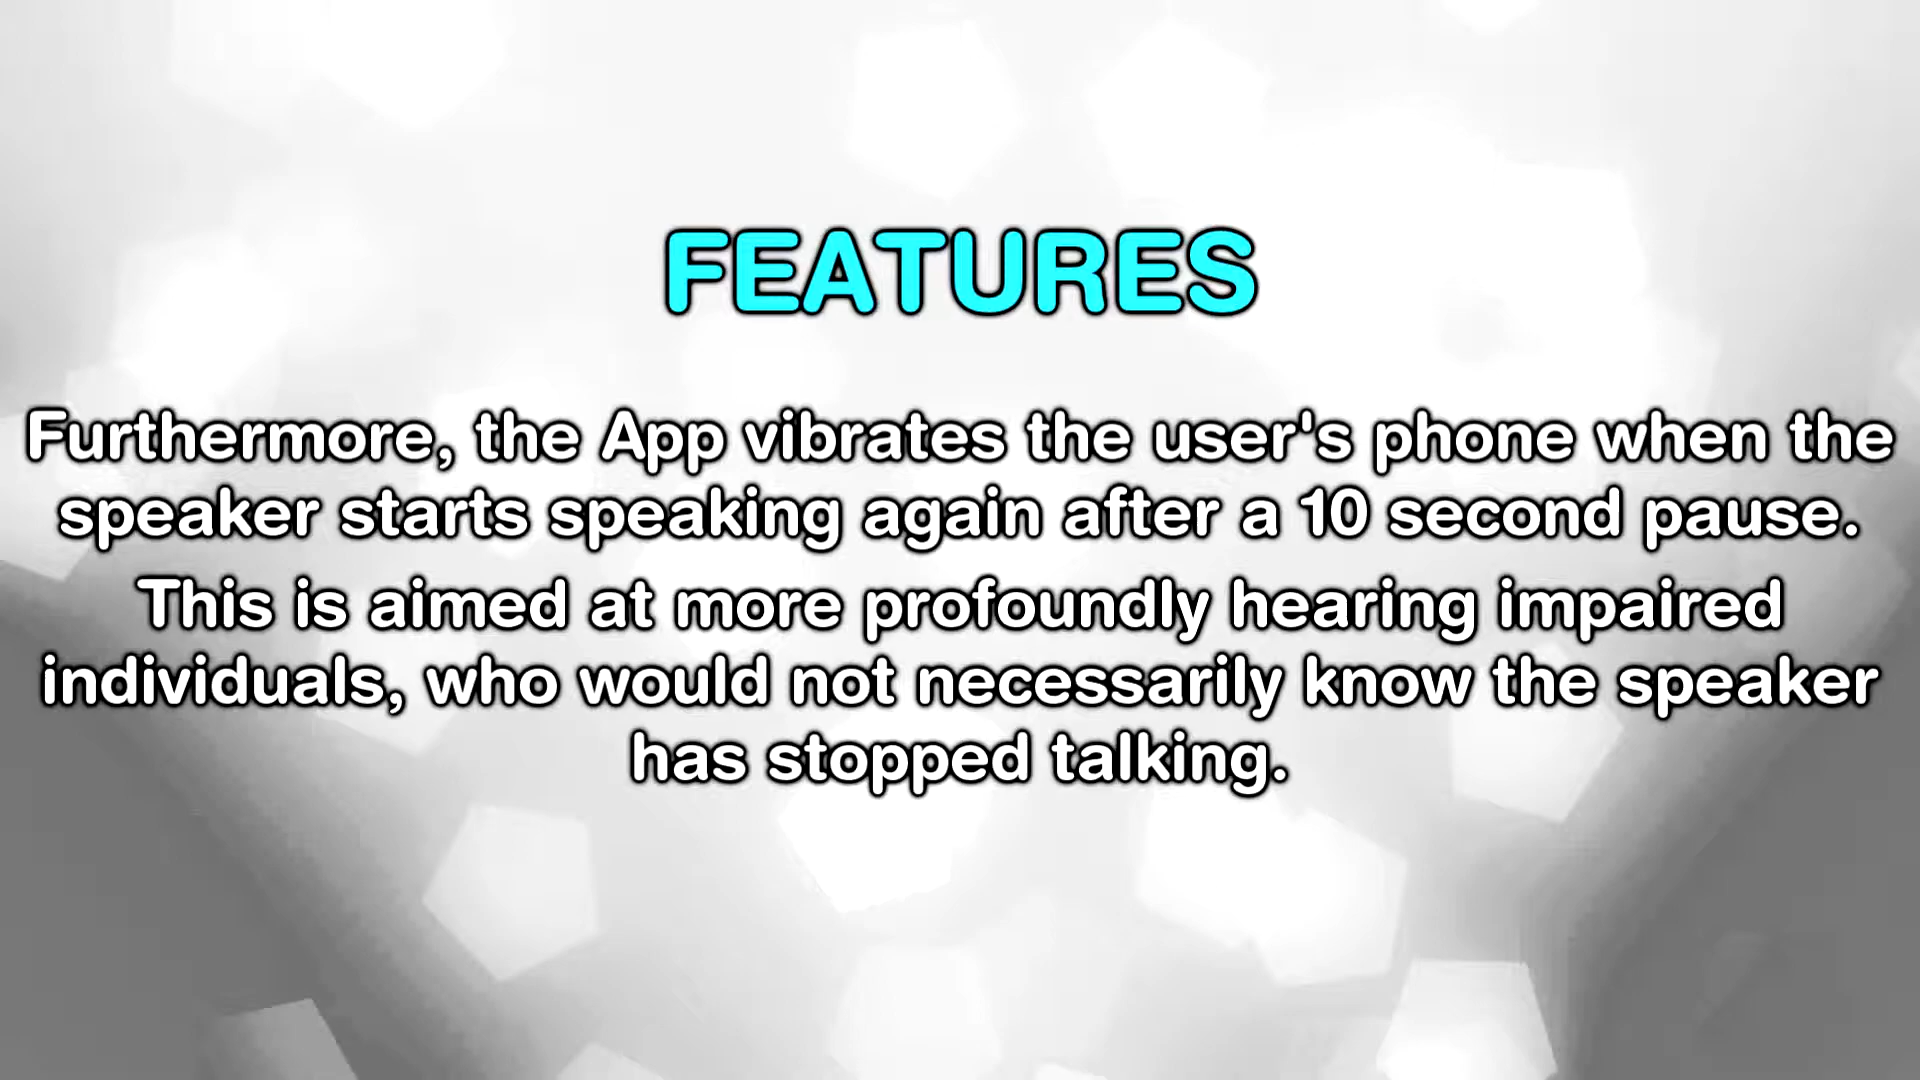 FEATURES
Furthermore, the App vibrates the user's phone when the
speaker starts speaking again after a 10 second pause.
This is aimed at more profoundly hearing impaired
individuals, who would not necessarily know the speaker
has stopped talking.